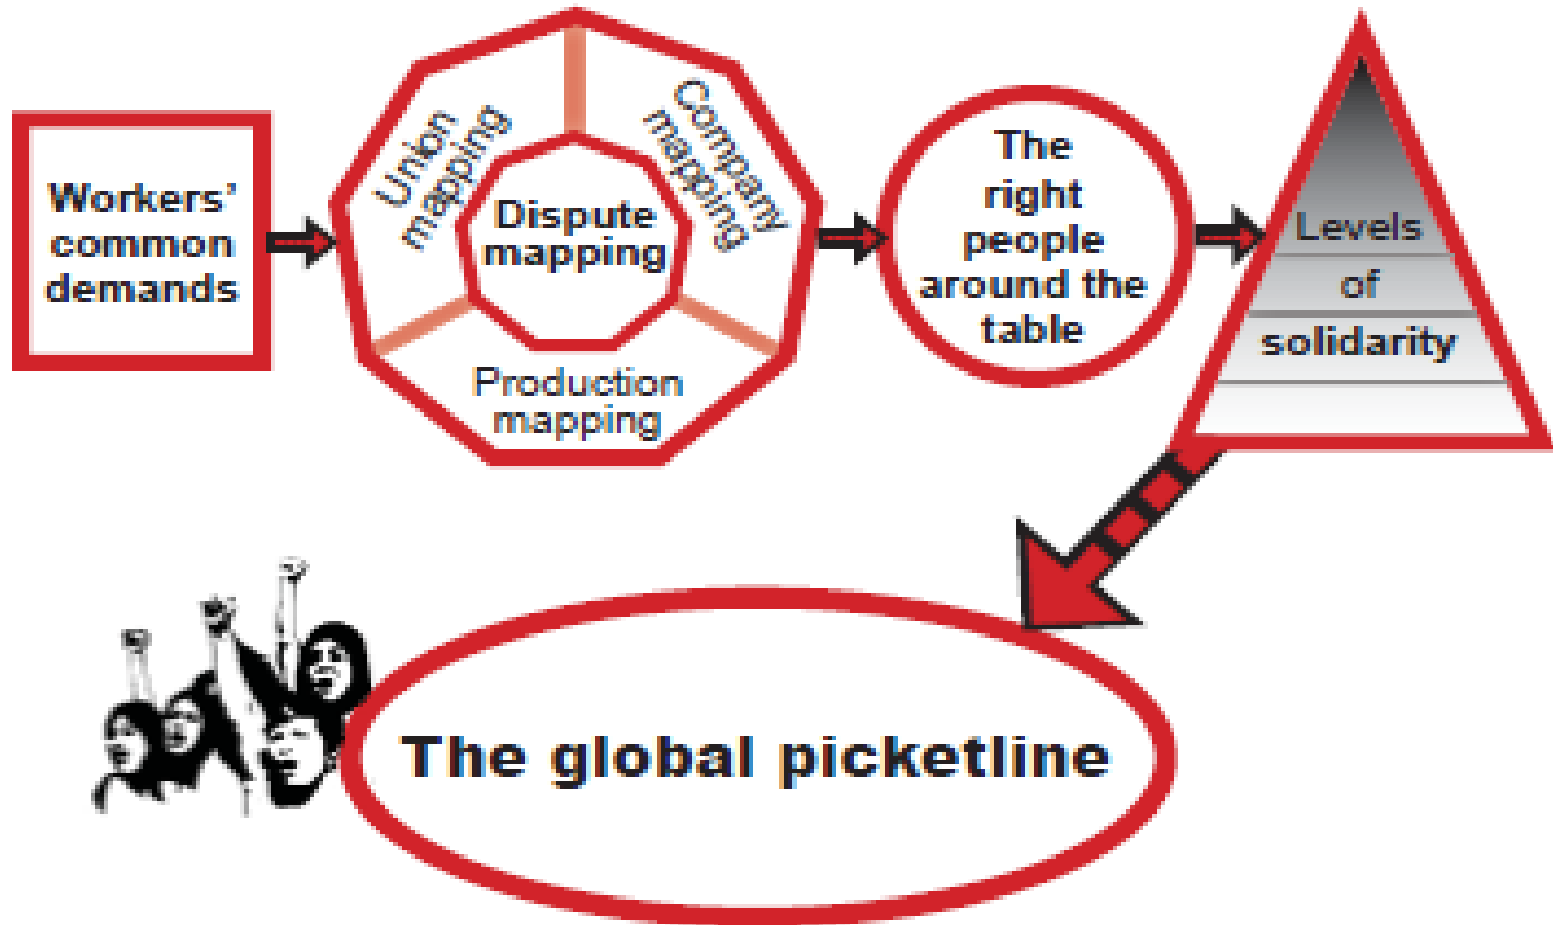 Workers’
common
demands
Union
mapping
Company
mapping
Dispute
mapping
Production
mapping
The
right
people
around the
table
Levels
of
solidarity
The global picketline